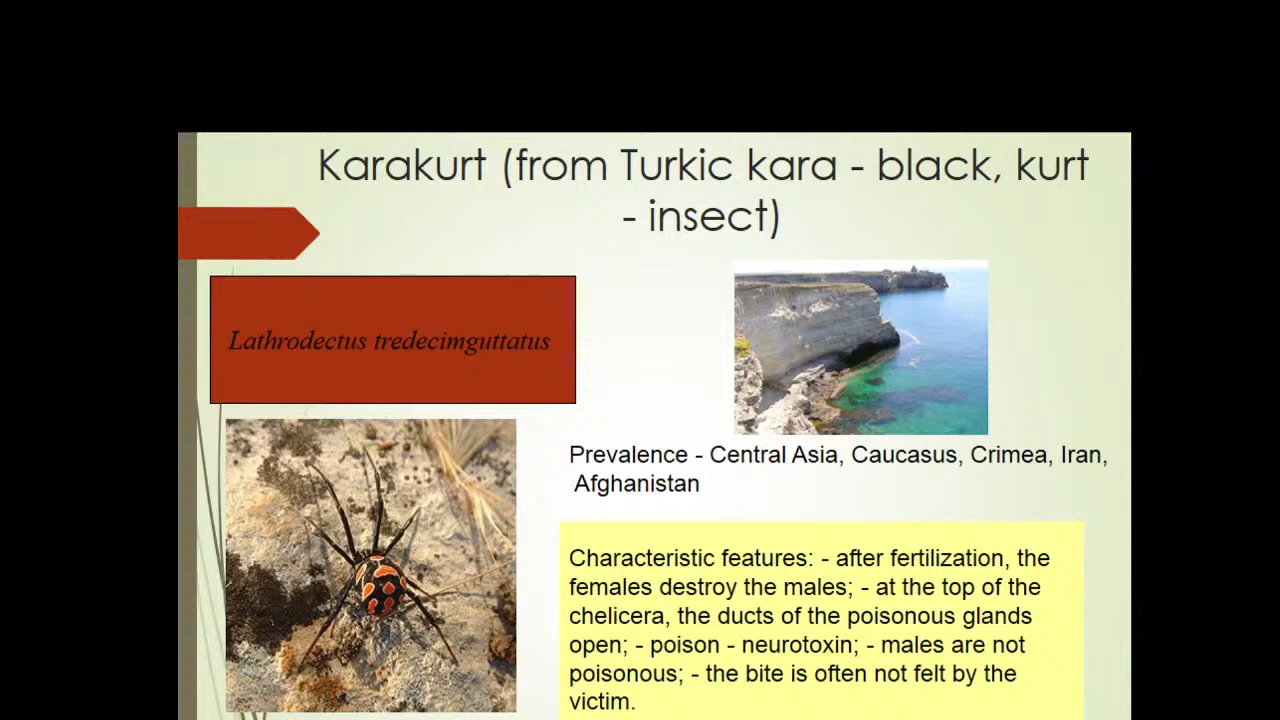 Karakurt (from Turkic kara - black, kurt
- insect)
Lathrodectus tredecimguttatus
Prevalence - Central Asia, Caucasus, Crimea, Iran,
Afghanistan
Characteristic features: - after fertilization, the
females destroy the males; - at the top of the
chelicera, the ducts of the poisonous glands
open; - poison - neurotoxin; - males are not
poisonous; - the bite is often not felt by the
victim.